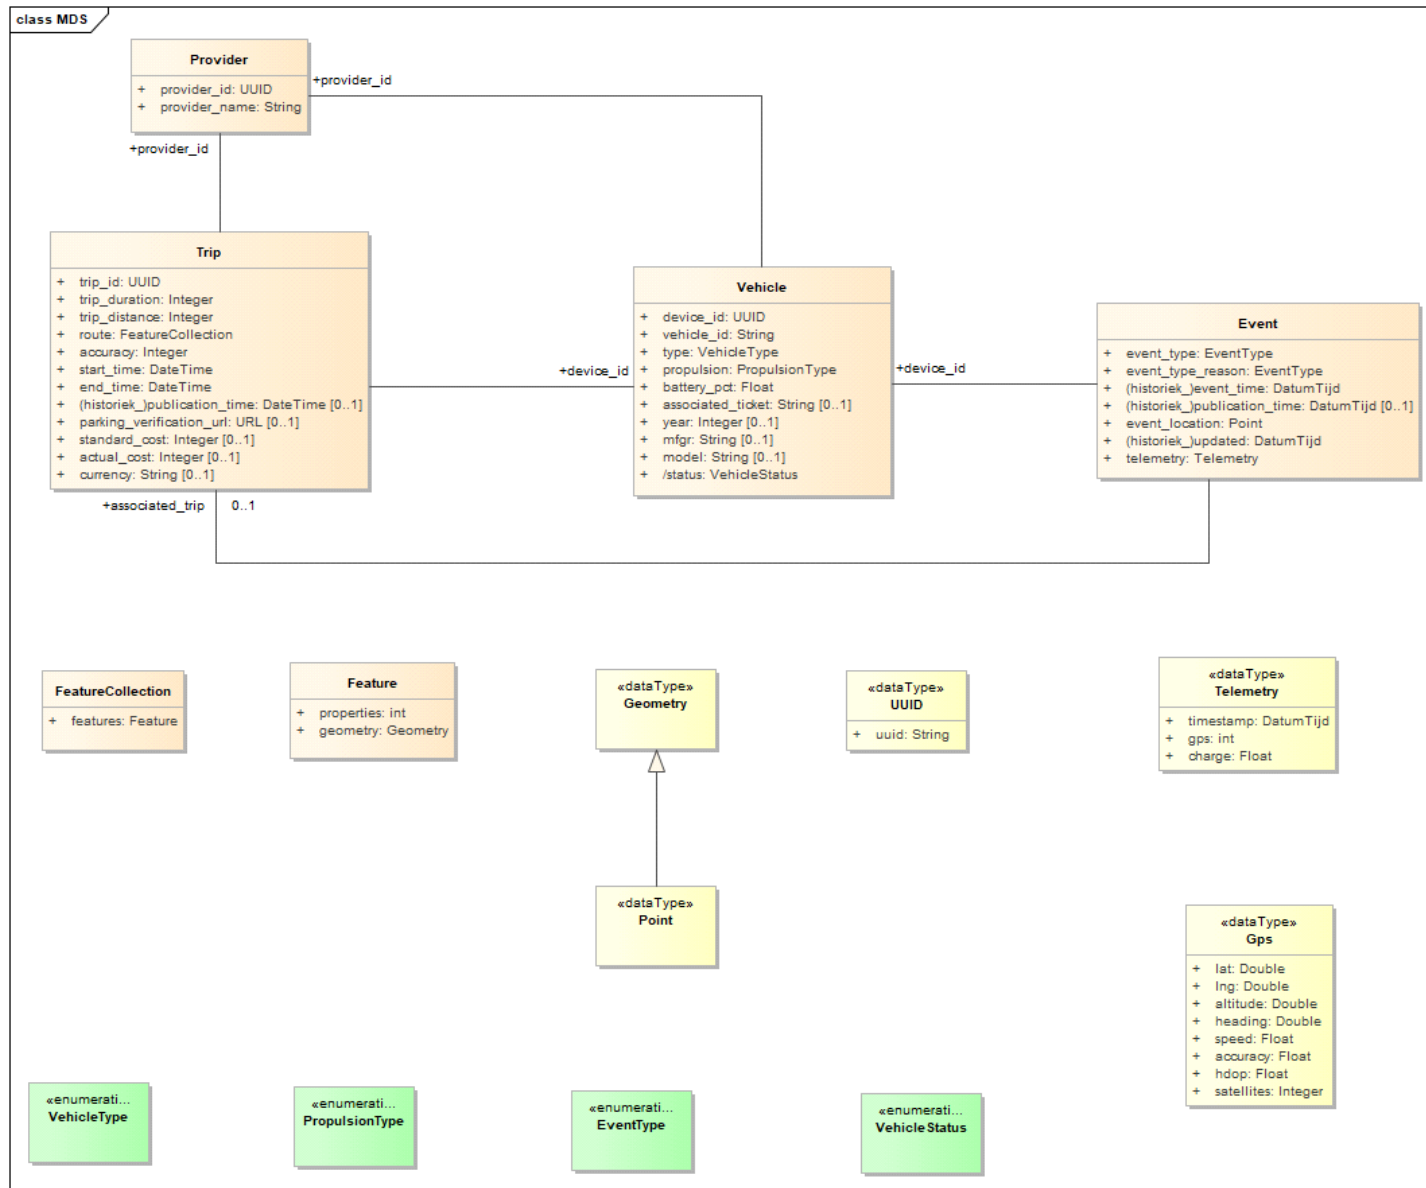 class MDS
Provider
+ provider_id: UUID
+ provider_name: String
+provider_id
+provider_id
Trip
+ trip_id: UUID
+ trip_duration: Integer
+ trip_distance: Integer
+ route: FeatureCollection
+ accuracy: Integer
+ start_time: DateTime
+ end_time: DateTime
+ (historiek_)publication_time: DateTime [0..1]
+ parking_verification_url: URL [0..1]
+ standard_cost: Integer [0..1]
+ actual_cost: Integer [0..1]
+ currency: String [0..1]
+device_id
Vehicle
+ device_id: UUID
+ vehicle_id: String
+ type: VehicleType
+ propulsion: PropulsionType
+ battery_pct: Float
+ associated_ticket: String [0..1]
+ year: Integer [0..1]
+ mfgr: String [0..1]
+ model: String [0..1]
+ /status: VehicleStatus
+device_id
Event
+ event_type: EventType
+ event_type_reason: EventType
+ (historiek_)event_time: DatumTijd
+ (historiek_)publication_time: DatumTijd [0..1]
+ event_location: Point
+ (historiek_)updated: DatumTijd
+ telemetry: Telemetry
+associated_trip 0..1
FeatureCollection
+ features: Feature
Feature
+ properties: int
+ geometry: Geometry
«dataType»
Geometry
«dataType»
UUID
+ uuid: String
«dataType»
Telemetry
+ timestamp: DatumTijd
+ gps: int
+ charge: Float
«dataType»
Point
«dataType»
Gps
+ lat: Double
+ lng: Double
+ altitude: Double
+ heading: Double
+ speed: Float
+ accuracy: Float
+ hdop: Float
+ satellites: Integer
«enumerati...
VehicleType
«enumerati...
PropulsionType
«enumerati...
EventType
«enumerati...
VehicleStatus